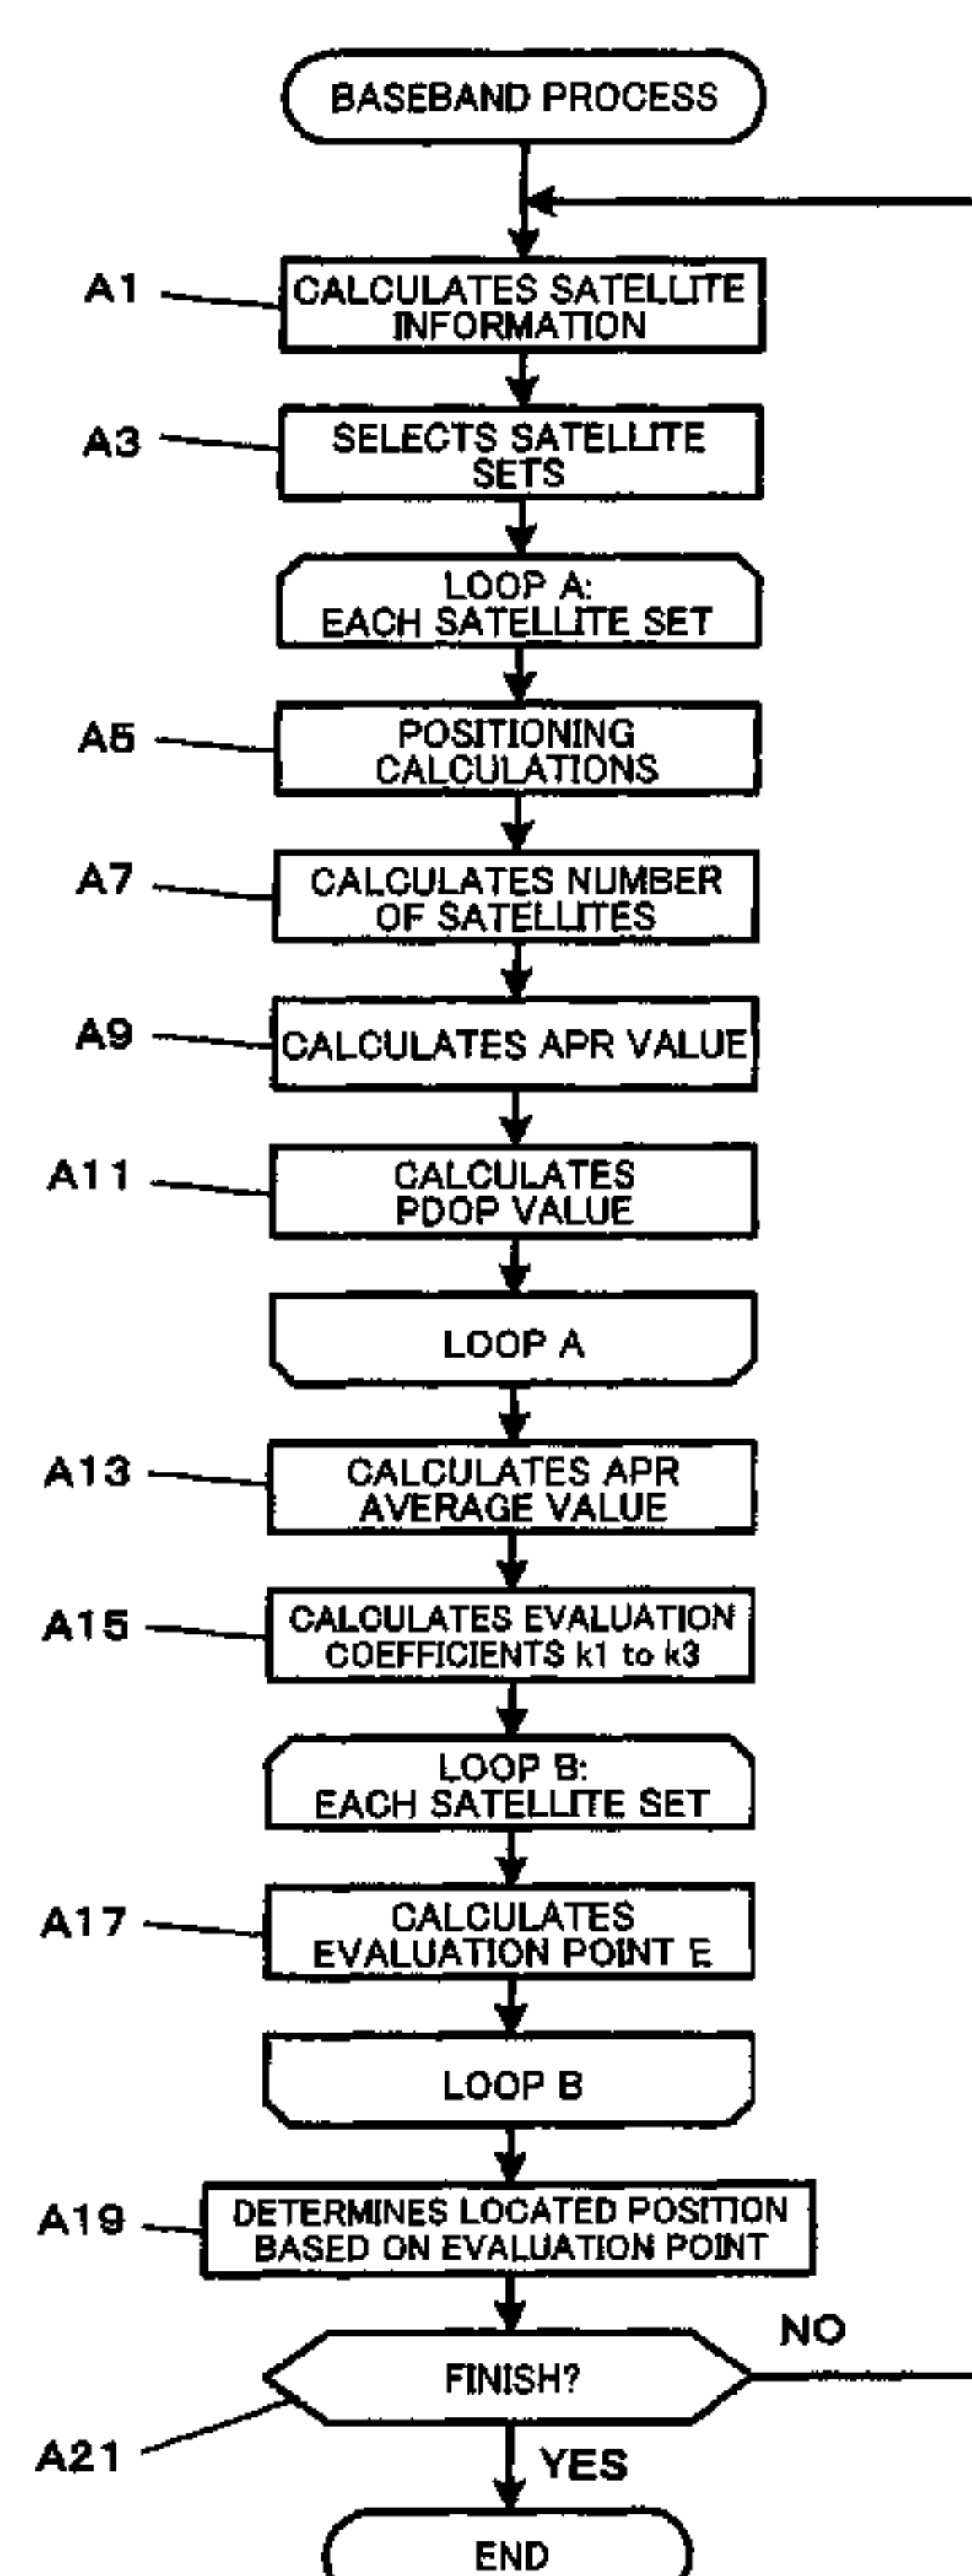 BASEBAND PROCESS
A1
CALCULATES SATELLITE
INFORMATION
A3
SELECTS SATELLITE
SETS
LOOP A:
EACH SATELLITE SET
A5
POSITIONING
CALCULATIONS
A7
CALCULATES NUMBER
OF SATELLITES
A9
CALCULATES APR VALUE
A11
CALCULATES
PDOP VALUE
LOOP A
A13
CALCULATES APR
AVERAGE VALUE
A15
CALCULATES EVALUATION
COEFFICIENTS k1 to k3
LOOP B:
EACH SATELLITE SET
A17
CALCULATES
EVALUATION POINT E
LOOP B
A19
DETERMINES LOCATED POSITION
BASED ON EVALUATION POINT
NO
FINISH?
A21
YES
END